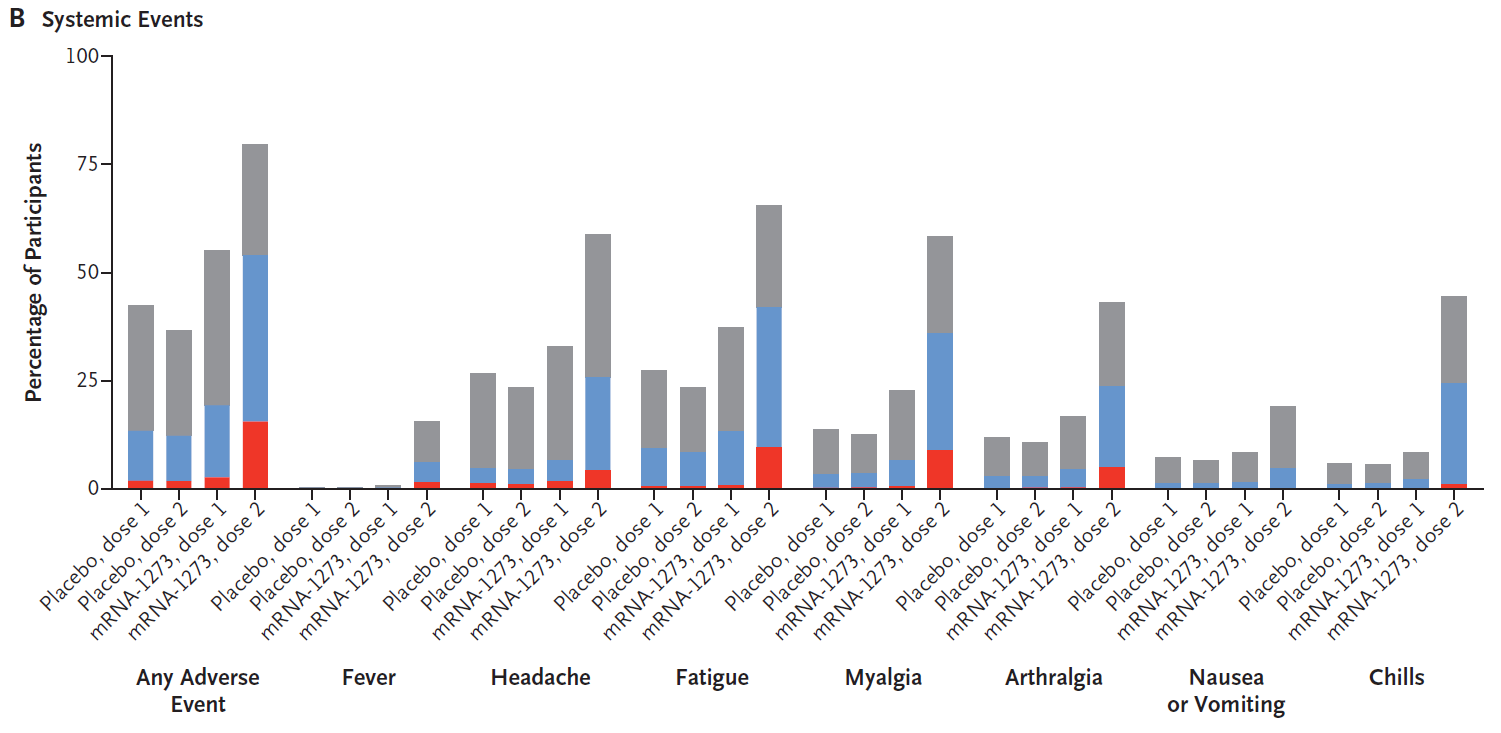 B Systemic Events
Percentage of Participants
100
75
50
25
0
Placebo, dose 1
Placebo, dose 2
mRNA-1273, dose 1
mRNA-1273, dose 2
Placebo, dose 1
Placebo, dose 2
mRNA-1273, dose 1
mRNA-1273, dose 2
Placebo, dose 1
Placebo, dose 2
mRNA-1273, dose 1
mRNA-1273, dose 2
Placebo, dose 1
Placebo, dose 2
mRNA-1273, dose 1
mRNA-1273, dose 2
Placebo, dose 1
Placebo, dose 2
mRNA-1273, dose 1
mRNA-1273, dose 2
Placebo, dose 1
Placebo, dose 2
mRNA-1273, dose 1
mRNA-1273, dose 2
Placebo, dose 1
Placebo, dose 2
mRNA-1273, dose 1
mRNA-1273, dose 2
Placebo, dose 1
Placebo, dose 2
mRNA-1273, dose 1
mRNA-1273, dose 2
Any Adverse
Event
Fever
Headache
Fatigue
Myalgia
Arthralgia
Nausea
or Vomiting
Chills